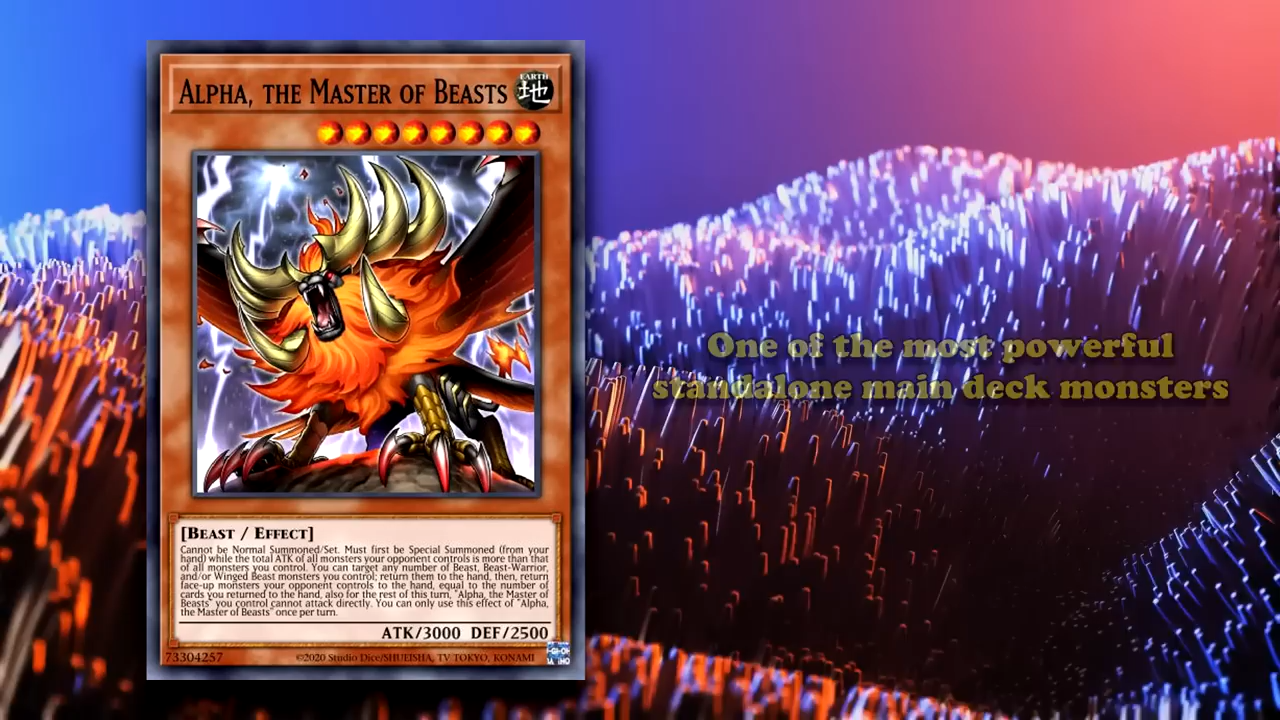 ALPHA, THE MASTER OF BEASTS
EARTH
地
[BEAST / EFFECT]
Cannot be Normal Summoned/Set. Must first be Special Summoned (from your
hand) while the total ATK of all monsters your opponent controls is more than that
of all monsters you control. You can target any number of Beast, Beast-Warrior,
and/or Winged Beast monsters you control; return them to the hand, then, return
face-up monsters your opponent controls to the hand, equal to the number of
cards you returned to the hand, also for the rest of this turn, "Alpha, the Master of
Beasts" you control cannot attack directly. You can only use this effect of "Alpha,
the Master of Beasts" once per turn.
ATK/3000 DEF/2500
73304257
©2020 Studio Dice/SHUEISHA, TV TOKYO, KONAMI
One of the most powerful
standalone main deck monsters